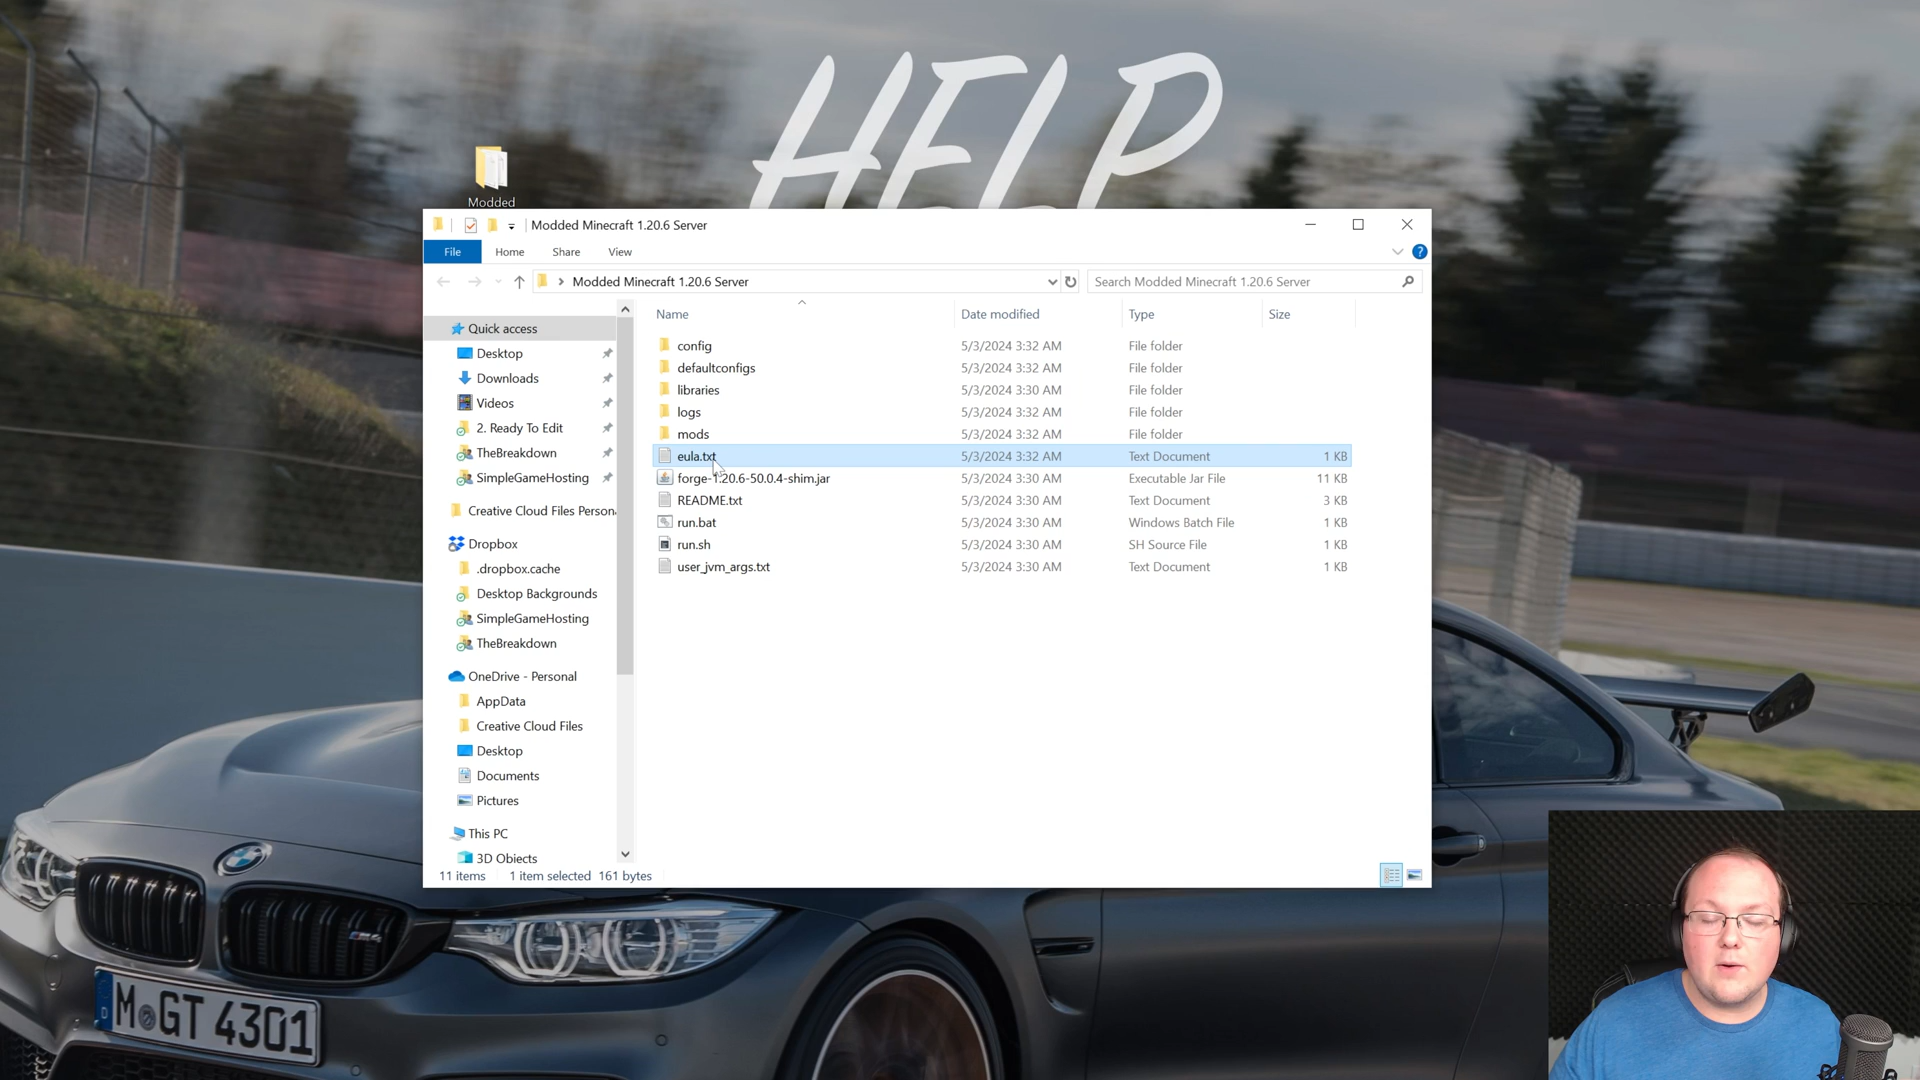 HELP
Modded
Modded Minecraft 1.20.6 Server
File Home Share View
Modded Minecraft 1.20.6 Server
Search Modded Minecraft 1.20.6 Server
Name Date modified Type Size
Quick access
Desktop
Downloads
Videos
2. Ready To Edit
TheBreakdown
SimpleGameHosting
Creative Cloud Files Person
Dropbox
.dropbox.cache
Desktop Backgrounds
SimpleGameHosting
TheBreakdown
OneDrive - Personal
AppData
Creative Cloud Files
Desktop
Documents
Pictures
This PC
3D Objects
config 5/3/2024 3:32 AM File folder
defaultconfigs 5/3/2024 3:32 AM File folder
libraries 5/3/2024 3:30 AM File folder
logs 5/3/2024 3:32 AM File folder
mods 5/3/2024 3:32 AM File folder
eula.txt 5/3/2024 3:32 AM Text Document 1 KB
forge-1.20.6-50.0.4-shim.jar 5/3/2024 3:30 AM Executable Jar File 11 KB
README.txt 5/3/2024 3:30 AM Text Document 3 KB
run.bat 5/3/2024 3:30 AM Windows Batch File 1 KB
run.sh 5/3/2024 3:30 AM SH Source File 1 KB
user_jvm_args.txt 5/3/2024 3:30 AM Text Document 1 KB
11 items 1 item selected 161 bytes
BMW
M4
D
M GT 4301